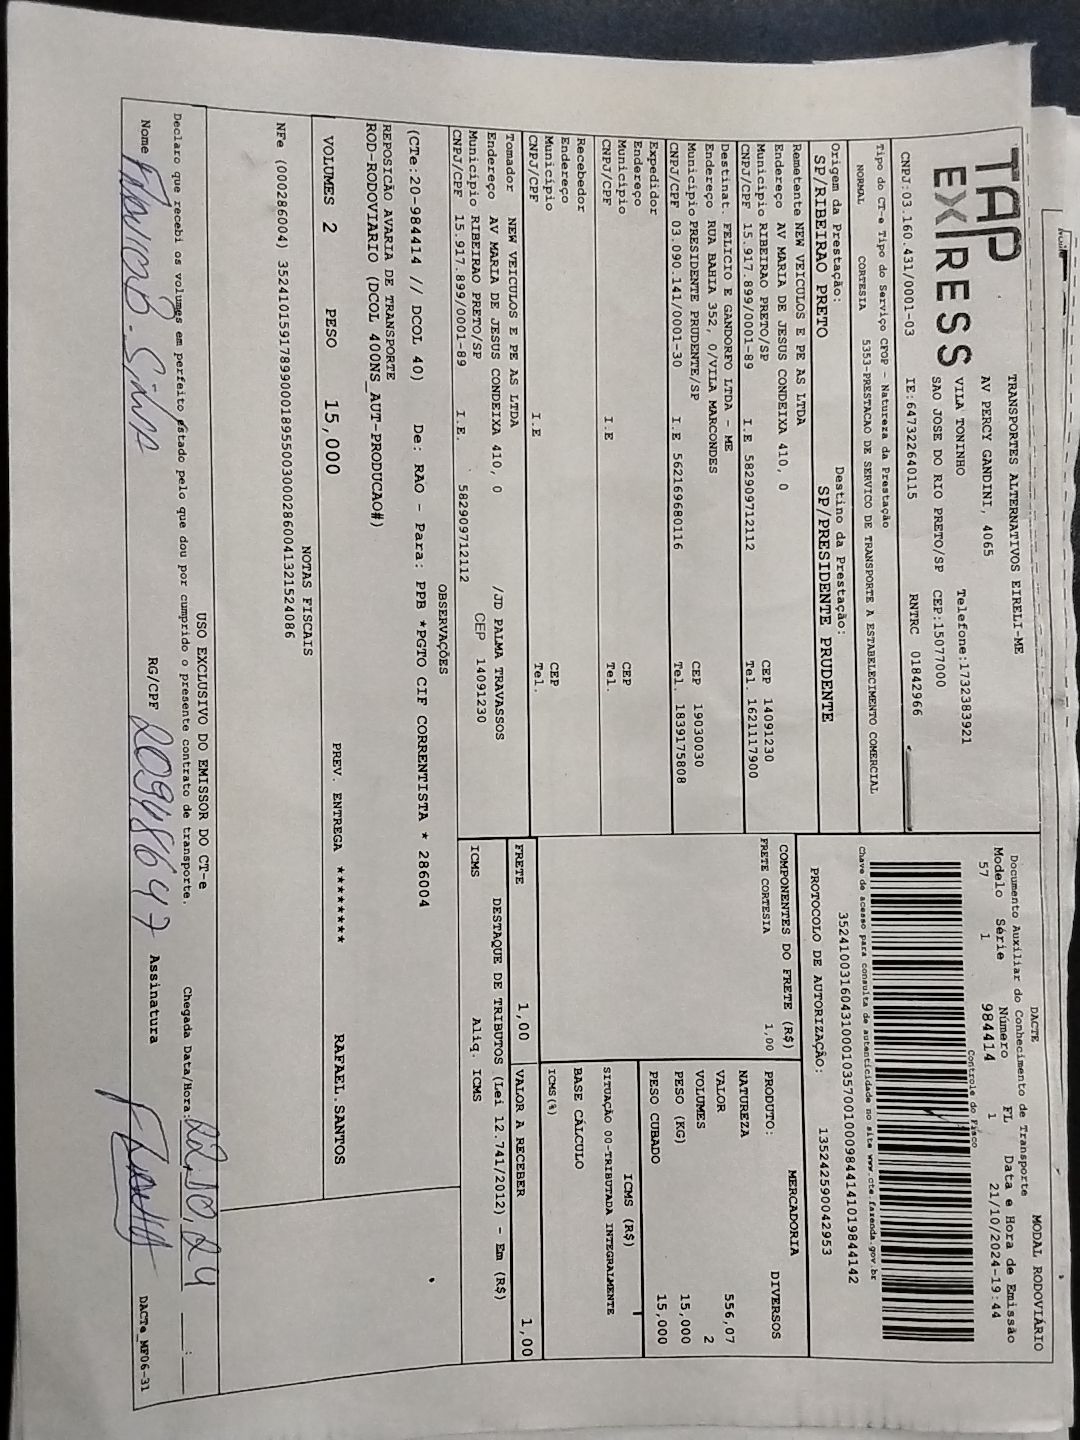 TAP EXPRESS
TRANSPORTES ALTERNATIVOS EIRELI-ME
AV PERCY GANDINI, 4065
VILA TONINHO Telefone:1732383921
SAO JOSE DO RIO PRETO/SP CEP:15077000
CNPJ:03.160.431/0001-03 IE:647322640115 RNTRC 01842966
Tipo do CT-e Tipo do Serviço CFOP - Natureza da Prestação
NORMAL CORTESIA 5353-PRESTACAO DE SERVICO DE TRANSPORTE A ESTABELECIMENTO COMERCIAL
Origem da Prestação: Destino da Prestação:
SP/RIBEIRAO PRETO SP/PRESIDENTE PRUDENTE
Remetente NEW VEICULOS E PE AS LTDA
Endereço AV MARIA DE JESUS CONDEIXA 410, 0
Município RIBEIRAO PRETO/SP CEP 14091230
CNPJ/CPF 15.917.899/0001-89 I.E 582909712112 Tel. 1621117900
Destinat. FELICIO E GANDORFO LTDA - ME
Endereço RUA BAHIA 352, 0/VILA MARCONDES
Município PRESIDENTE PRUDENTE/SP CEP 19030030
CNPJ/CPF 03.090.141/0001-30 I.E 562169680116 Tel. 1839175808
Expedidor
Endereço
Município CEP
CNPJ/CPF I.E Tel.
Recebedor
Endereço
Município CEP
CNPJ/CPF I.E Tel.
Tomador NEW VEICULOS E PE AS LTDA
Endereço AV MARIA DE JESUS CONDEIXA 410, 0 /JD PALMA TRAVASSOS
Município RIBEIRAO PRETO/SP CEP 14091230
CNPJ/CPF 15.917.899/0001-89 I.E. 582909712112
DACTE MODAL RODOVIÁRIO
Documento Auxiliar do Conhecimento de Transporte
Modelo Série Número FL Data e Hora de Emissão
57 1 984414 1 21/10/2024-19:44
Controle do Fisco
Chave de acesso para consulta de autenticidade no site www.cte.fazenda.gov.br
35241003160431000103570010009844141019844142
PROTOCOLO DE AUTORIZAÇÃO: 135242590042953
COMPONENTES DO FRETE (R$)
FRETE CORTESIA 1,00
MERCADORIA
PRODUTO: DIVERSOS
NATUREZA
VALOR 556,07
VOLUMES 2
PESO (KG) 15,000
PESO CUBADO 15,000
ICMS (R$)
SITUAÇÃO 00-TRIBUTADA INTEGRALMENTE
BASE CÁLCULO
ICMS(%)
FRETE 1,00 VALOR A RECEBER 1,00
DESTAQUE DE TRIBUTOS (Lei 12.741/2012) - Em (R$)
ICMS Aliq. ICMS
OBSERVAÇÕES
(CTe:20-984414 // DCOL 40) De: RAO - Para: PPB *PGTO CIF CORRENTISTA * 286004
REPOSIÇÃO AVARIA DE TRANSPORTE
ROD-RODOVIARIO (DCOL 400NS_AUT-PRODUCAO#)
VOLUMES 2 PESO 15,000 PREV. ENTREGA ******** RAFAEL.SANTOS
NOTAS FISCAIS
NFe (000286004) 35241015917899000189550030002860041321524086
USO EXCLUSIVO DO EMISSOR DO CT-e
Declaro que recebi os volumes em perfeito estado pelo que dou por cumprido o presente contrato de transporte. Chegada Data/Hora: 22,10,24 :
Nome RG/CPF 209486 47 Assinatura
DACTe_MF06-31